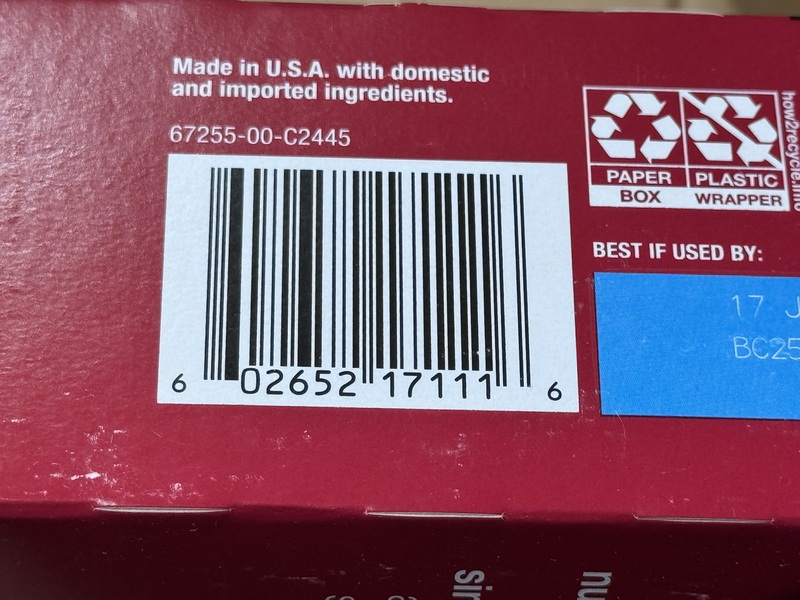 Made in U.S.A. with domestic
and imported ingredients.
67255-00-C2445
6 02652 17111 6
PAPER
BOX
PLASTIC
WRAPPER
BEST IF USED BY:
17 J
BC25